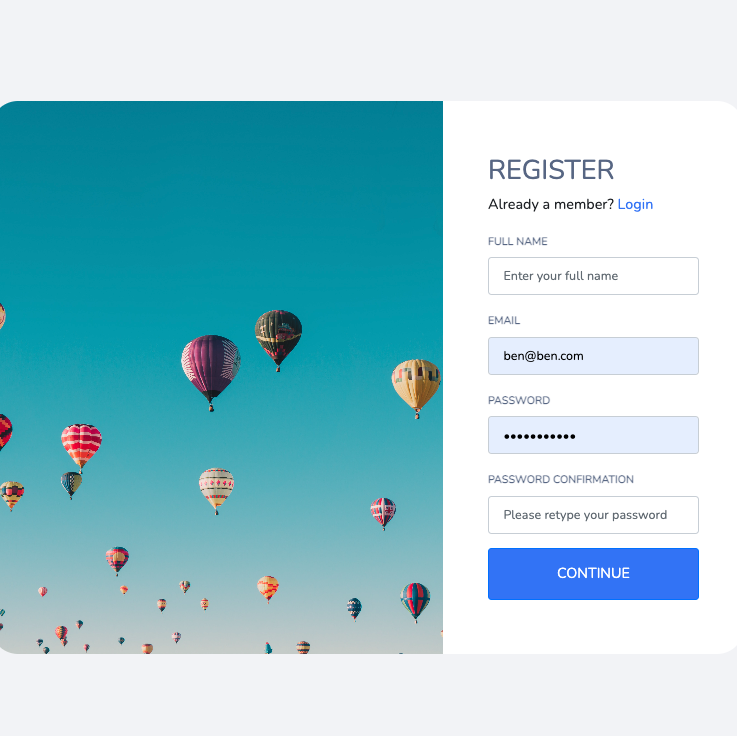 REGISTER
Already a member? Login
FULL NAME
Enter your full name
EMAIL
ben@ben.com
PASSWORD
•••••••••••
PASSWORD CONFIRMATION
Please retype your password
CONTINUE